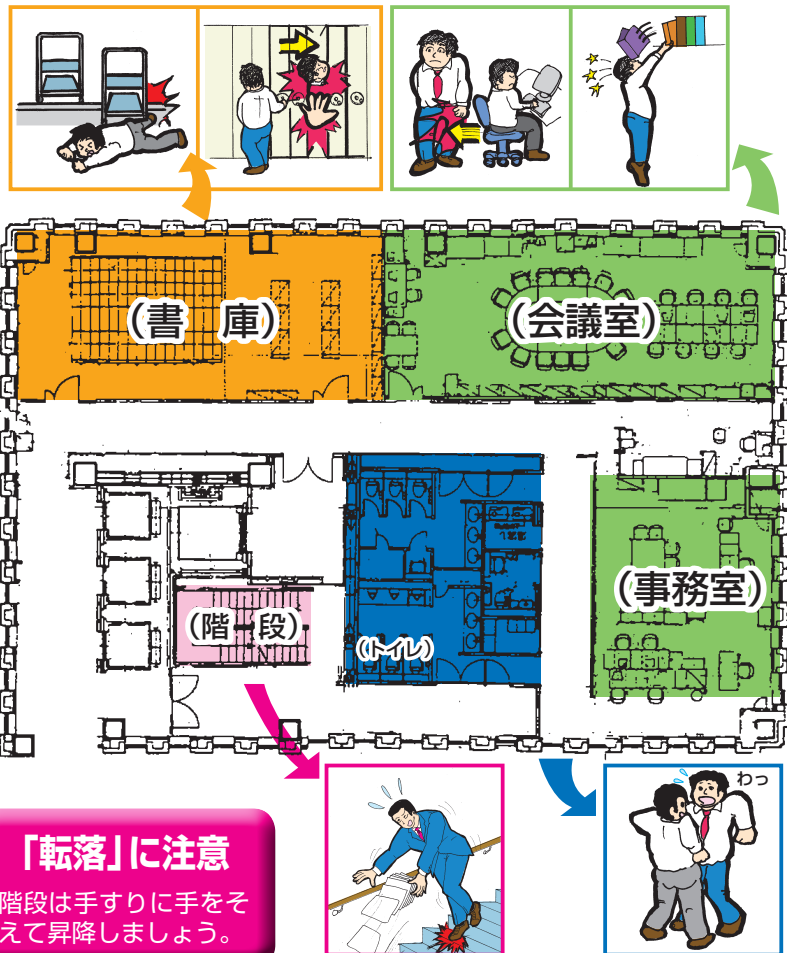 (書 庫)
(会議室)
(事務室)
(階 段)
(トイレ)
わっ
「転落」に注意
階段は手すりに手をそ
えて昇降しましょう。